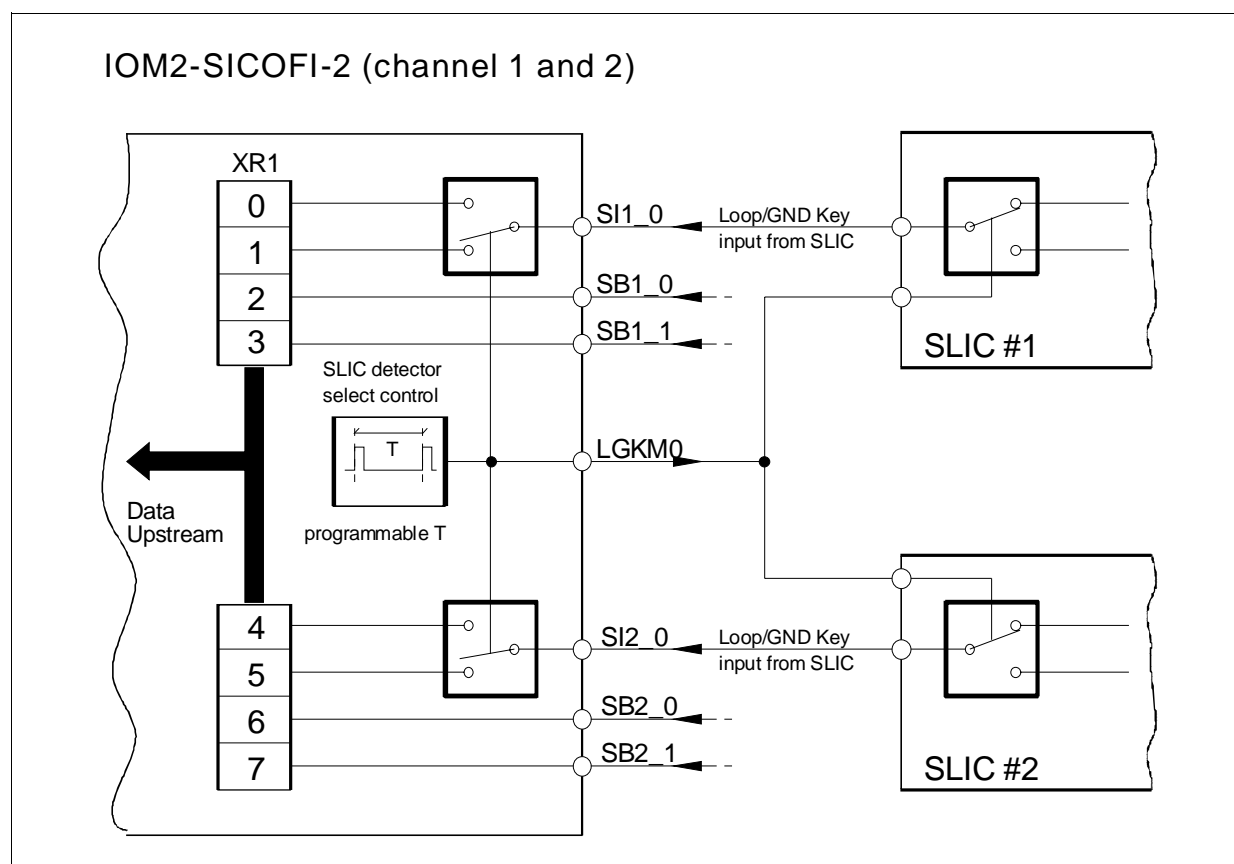 IOM2-SICOFI-2 (channel 1 and 2)
XR1
0
1
2
3
SI1_0
SB1_0
SB1_1
Loop/GND Key
input from SLIC
SLIC #1
SLIC detector
select control
T
programmable T
LGKM0
Data
Upstream
4
5
6
7
SI2_0
SB2_0
SB2_1
Loop/GND Key
input from SLIC
SLIC #2